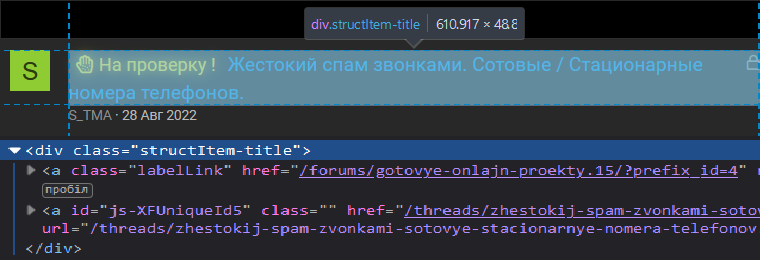 div.structItem-title 610.917 × 48.8
S На проверку ! Жестокий спам звонками. Сотовые / Стационарные
номера телефонов.
S_TMA · 28 Авг 2022
<div class="structItem-title">
<a class="labelLink" href="/forums/gotovye-onlajn-proekty.15/?prefix_id=4"
пробіл
<a id="js-XFUniqueId5" class="" href="/threads/zhestokij-spam-zvonkami-sotov
url="/threads/zhestokij-spam-zvonkami-sotovye-stacionarnye-nomera-telefonov
</div>